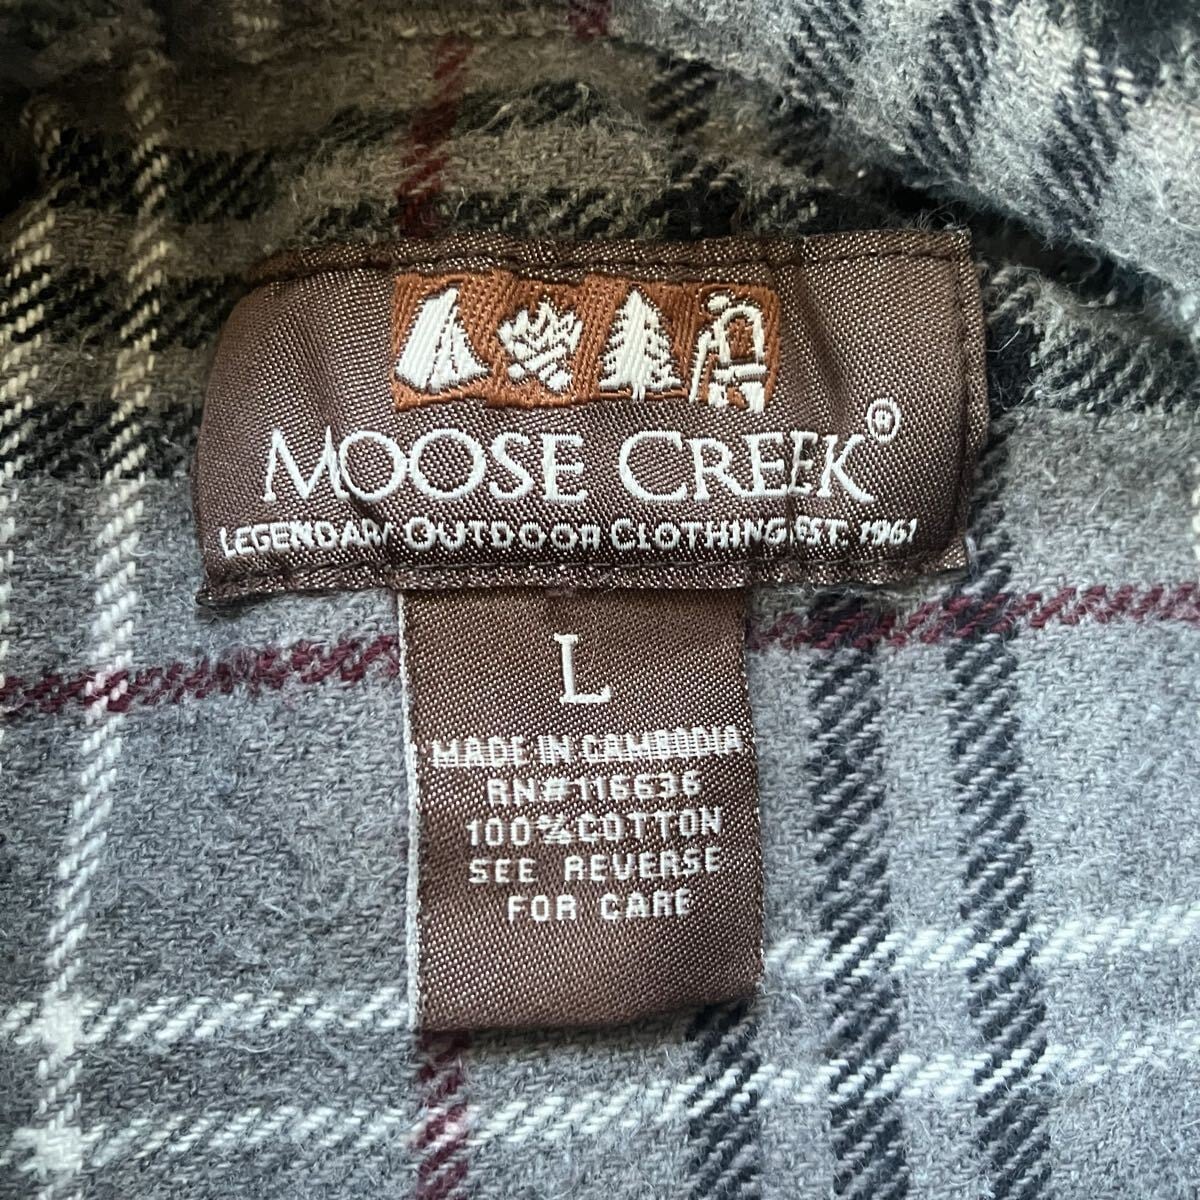 MOOSE CREEK®
LEGENDARY OUTDOOR CLOTHING EST. 1961
L
MADE IN CAMBODIA
RN#116636
100%COTTON
SEE REVERSE
FOR CARE